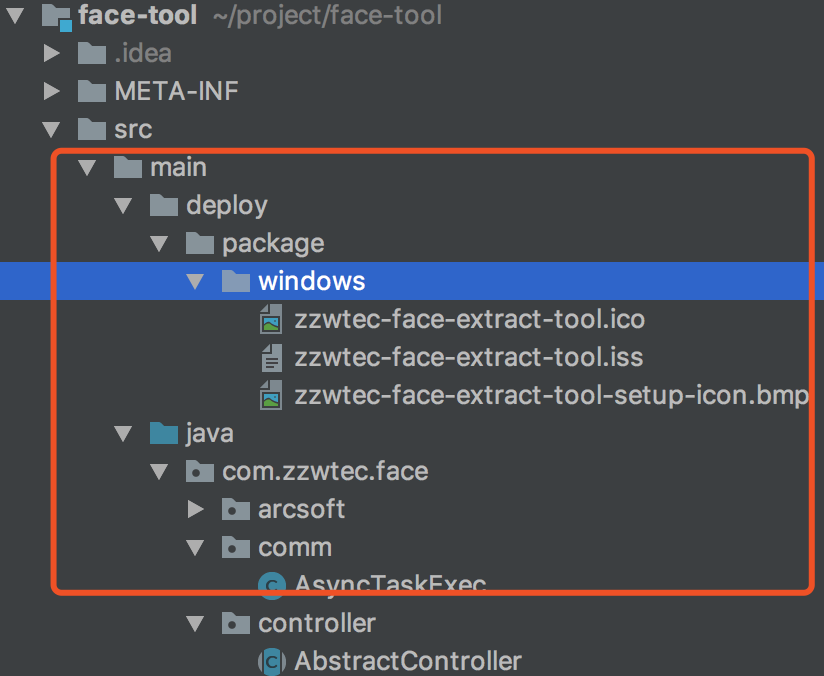 face-tool ~/project/face-tool
.idea
META-INF
src
main
deploy
package
windows
zzwtec-face-extract-tool.ico
zzwtec-face-extract-tool.iss
zzwtec-face-extract-tool-setup-icon.bmp
java
com.zzwtec.face
arcsoft
comm
AsyncTaskExec
controller
AbstractController